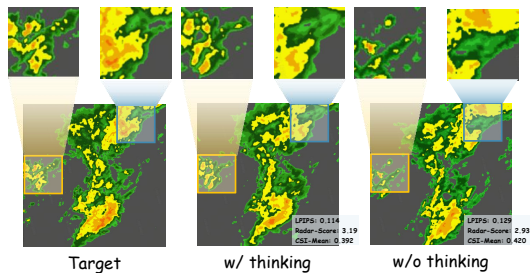 LPIPS: 0.114
Radar-Score: 3.19
CSI-Mean: 0.392
LPIPS: 0.129
Radar-Score: 2.93
CSI-Mean: 0.420
Target
w/ thinking
w/o thinking